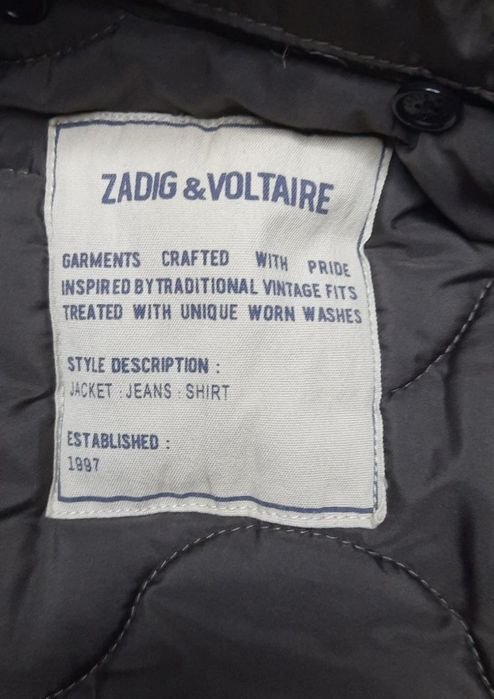 ZADIG & VOLTAIRE
GARMENTS CRAFTED WITH PRIDE
INSPIRED BY TRADITIONAL VINTAGE FITS
TREATED WITH UNIQUE WORN WASHES
STYLE DESCRIPTION :
JACKET : JEANS : SHIRT
ESTABLISHED :
1997